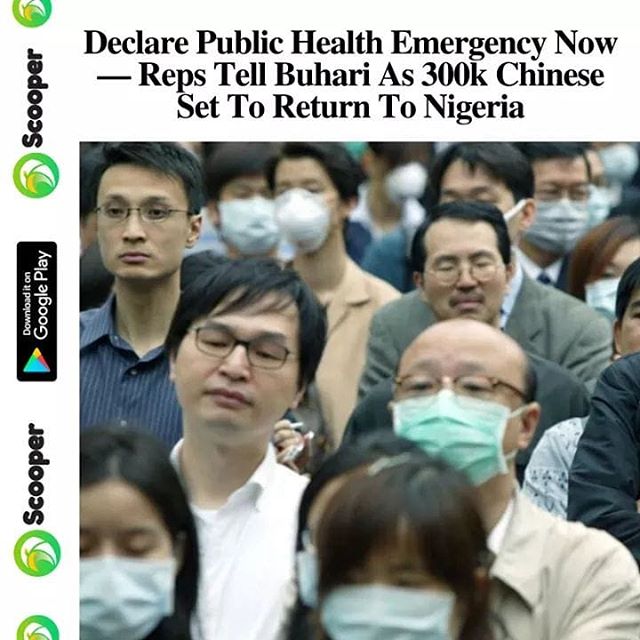 Declare Public Health Emergency Now
— Reps Tell Buhari As 300k Chinese
Set To Return To Nigeria
Scooper
Download it on
Google Play
Scooper